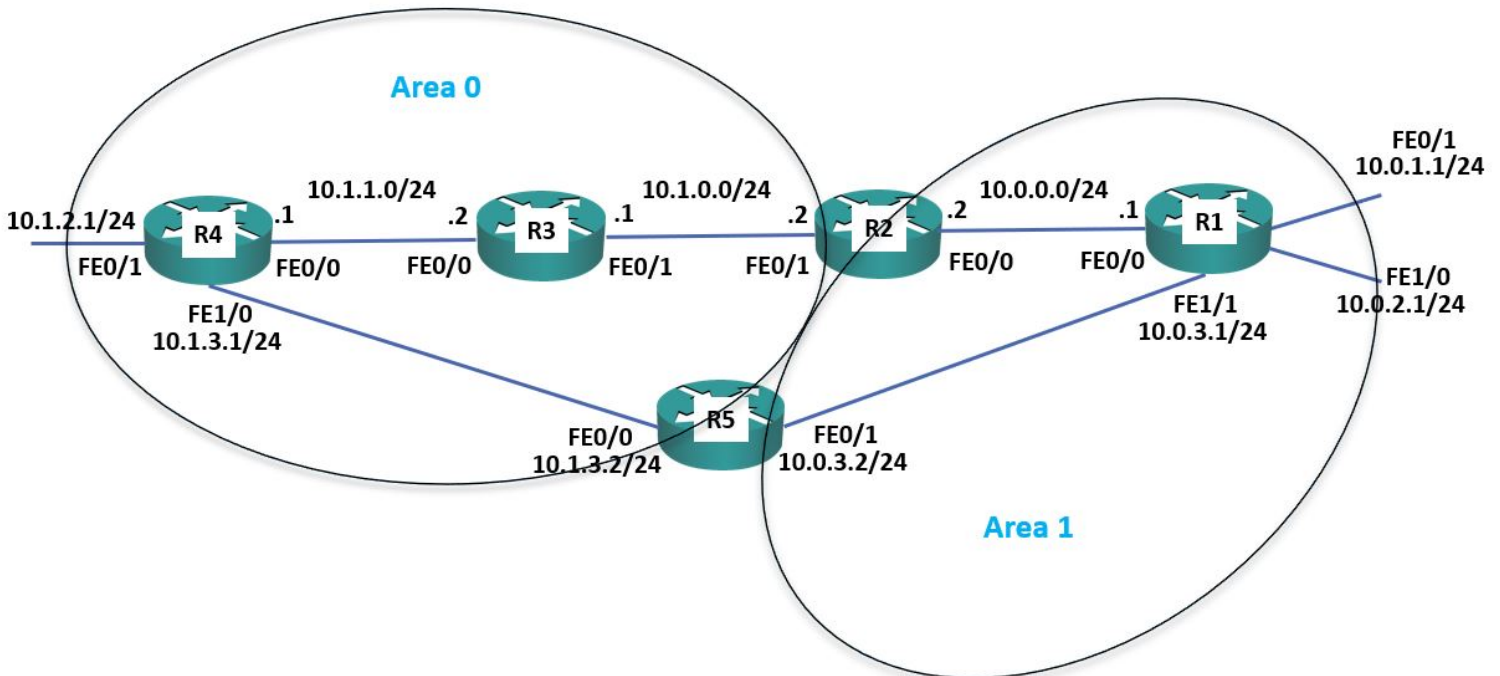 Area 0
FE0/1
10.0.1.1/24
10.1.1.0/24
10.1.0.0/24
10.0.0.0/24
10.1.2.1/24
.1
.2
.1
.2
.2
.1
R4
R3
R2
R1
FE0/1
FE0/0
FE0/0
FE0/1
FE0/1
FE0/0
FE0/0
FE1/0
10.0.2.1/24
FE1/0
10.1.3.1/24
FE1/1
10.0.3.1/24
R5
FE0/0
10.1.3.2/24
FE0/1
10.0.3.2/24
Area 1